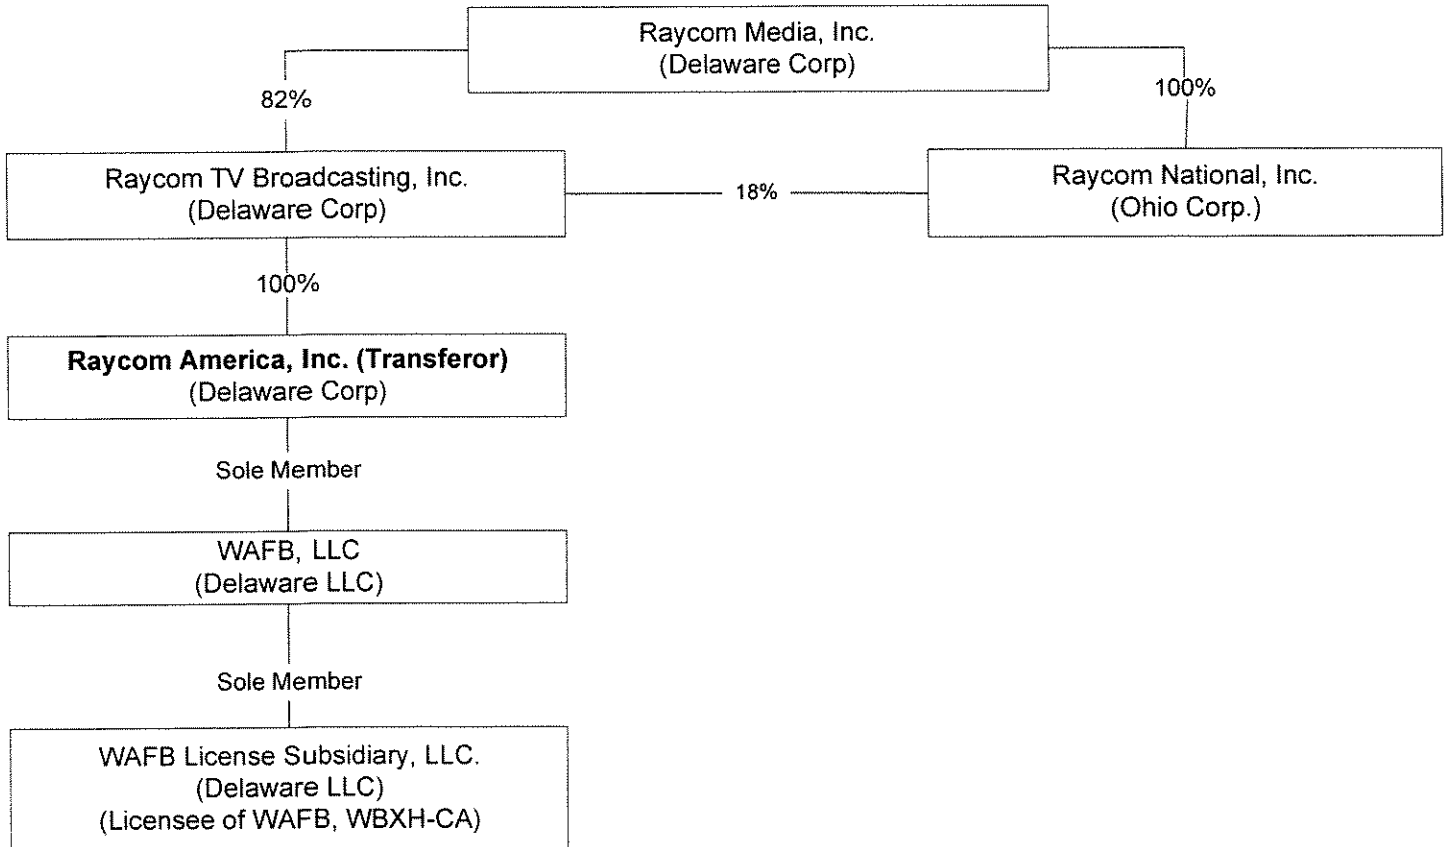 Raycom Media, Inc.
(Delaware Corp)
82%
100%
Raycom TV Broadcasting, Inc.
(Delaware Corp)
18%
Raycom National, Inc.
(Ohio Corp.)
100%
Raycom America, Inc. (Transferor)
(Delaware Corp)
Sole Member
WAFB, LLC
(Delaware LLC)
Sole Member
WAFB License Subsidiary, LLC.
(Delaware LLC)
(Licensee of WAFB, WBXH-CA)